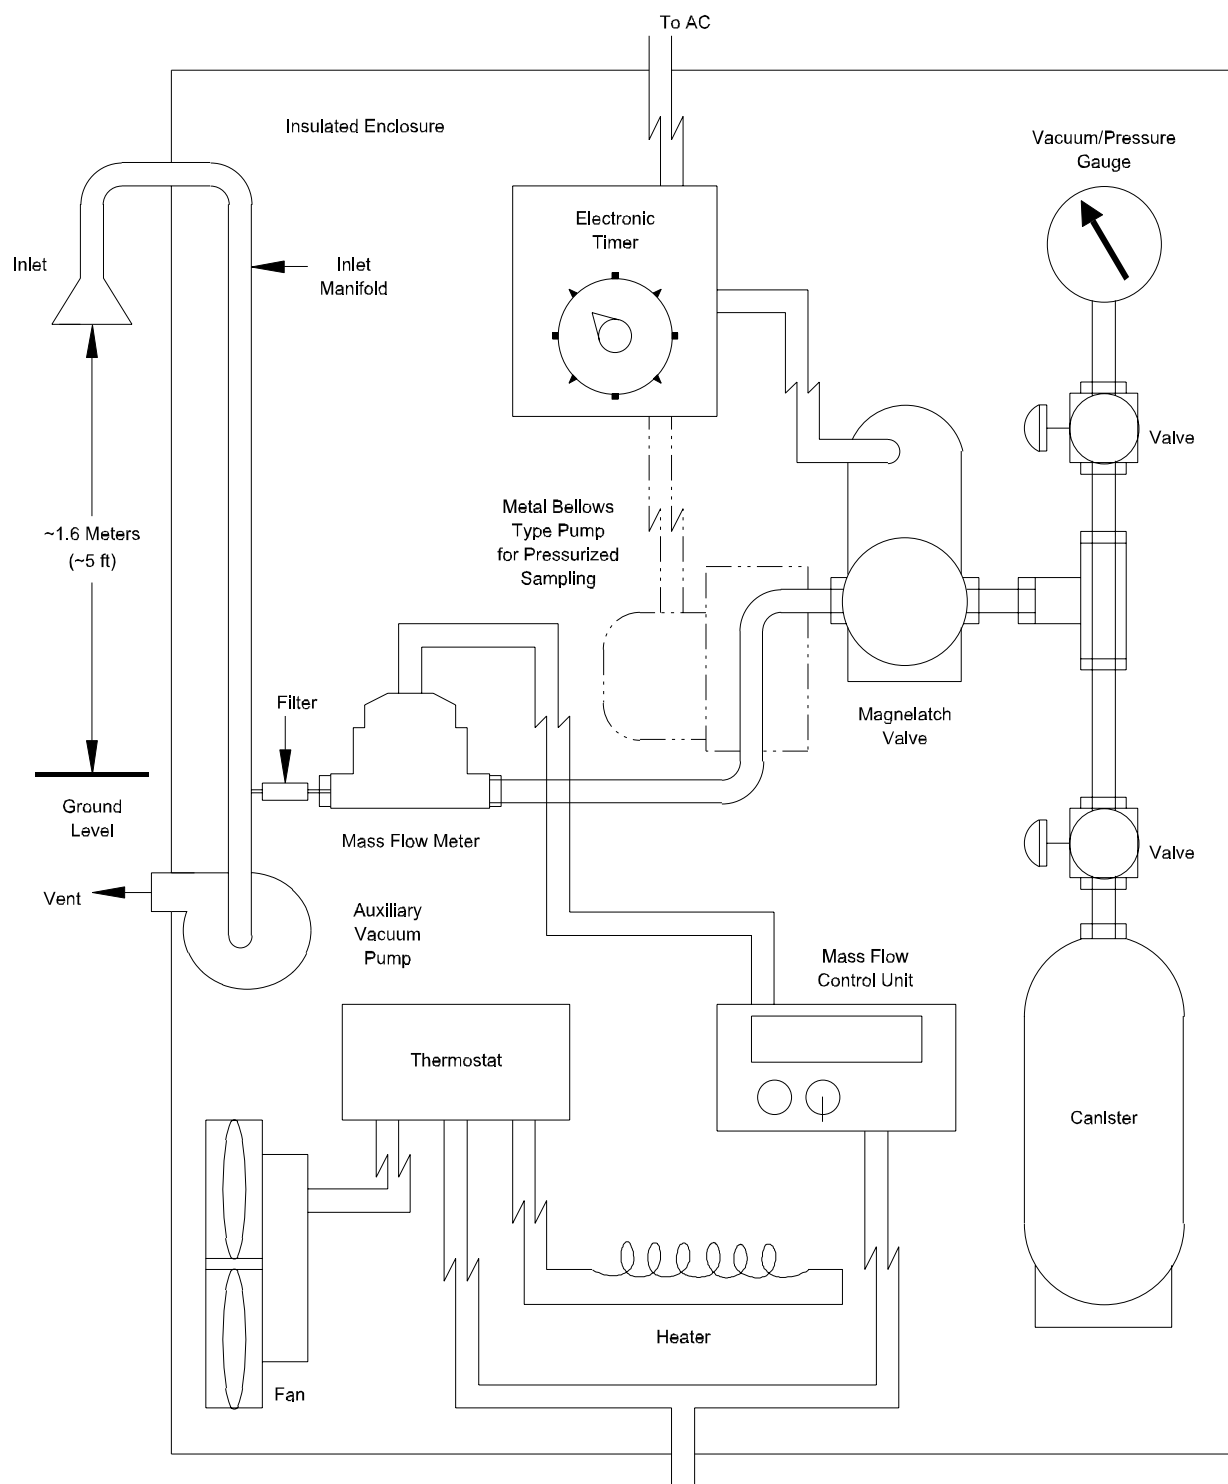 To AC
Insulated Enclosure
Vacuum/Pressure
Gauge
Electronic
Timer
Inlet
Inlet
Manifold
Valve
Metal Bellows
Type Pump
for Pressurized
Sampling
~1.6 Meters
(~5 ft)
Filter
Magnelatch
Valve
Ground
Level
Mass Flow Meter
Valve
Vent
Auxiliary
Vacuum
Pump
Mass Flow
Control Unit
Thermostat
Canister
Heater
Fan